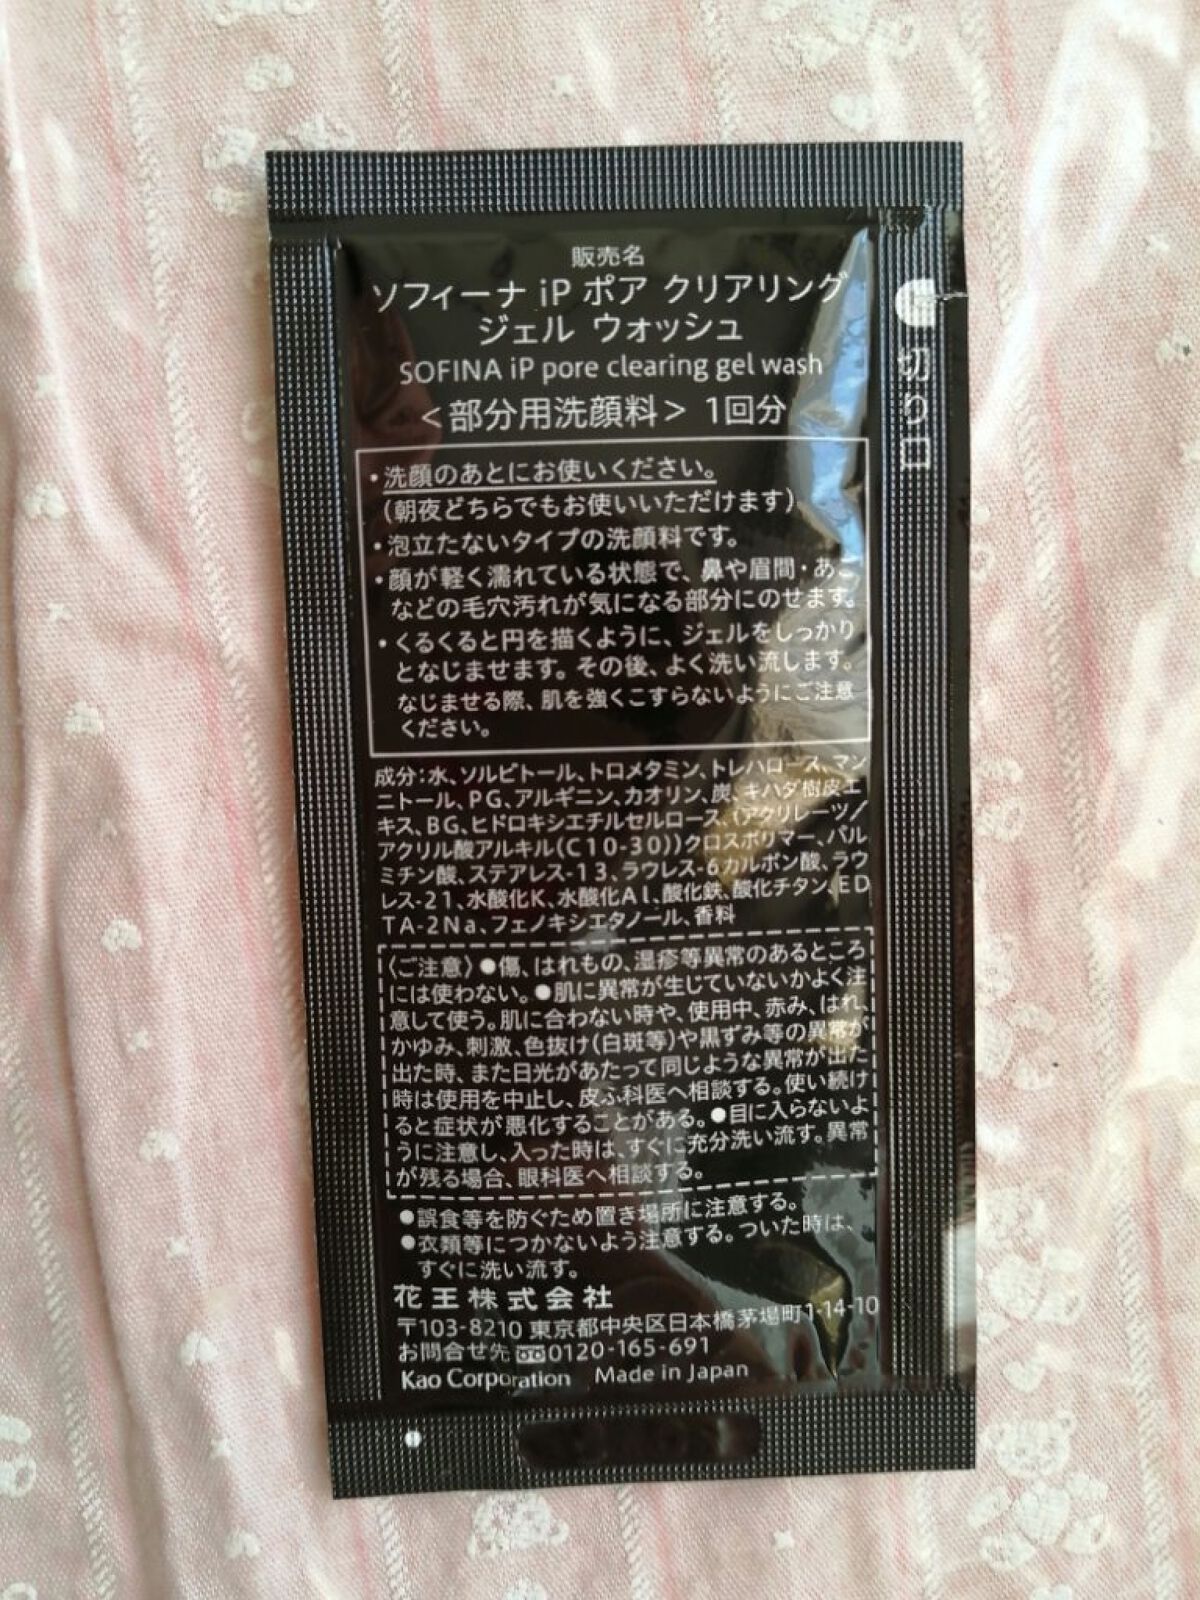 販売名
ソフィーナ iP ポア クリアリング
ジェル ウォッシュ
SOFINA iP pore clearing gel wash
＜部分用洗顔料＞ 1回分
切り口
・洗顔のあとにお使いください。
（朝夜どちらでもお使いいただけます）
・泡立たないタイプの洗顔料です。
・顔が軽く濡れている状態で、鼻や眉間・あご
などの毛穴汚れが気になる部分にのせます。
・くるくると円を描くように、ジェルをしっかり
となじませます。その後、よく洗い流します。
なじませる際、肌を強くこすらないようにご注意
ください。
成分：水、ソルビトール、トロメタミン、トレハロース、マン
ニトール、PG、アルギニン、カオリン、炭、キハダ樹皮エ
キス、BG、ヒドロキシエチルセルロース、（アクリレーツ／
アクリル酸アルキル（C10-30））クロスポリマー、パル
ミチン酸、ステアレス-13、ラウレス-6カルボン酸、ラウ
レス-21、水酸化K、水酸化Al、酸化鉄、酸化チタン、ED
TA-2Na、フェノキシエタノール、香料
〈ご注意〉●傷、はれもの、湿疹等異常のあるところ
には使わない。●肌に異常が生じていないかよく注
意して使う。肌に合わない時や、使用中、赤み、はれ、
かゆみ、刺激、色抜け（白斑等）や黒ずみ等の異常が
出た時、また日光があたって同じような異常が出た
時は使用を中止し、皮ふ科医へ相談する。使い続け
ると症状が悪化することがある。●目に入らないよ
うに注意し、入った時は、すぐに充分洗い流す。異常
が残る場合、眼科医へ相談する。
●誤食等を防ぐため置き場所に注意する。
●衣類等につかないよう注意する。ついた時は、
すぐに洗い流す。
花王株式会社
〒103-8210 東京都中央区日本橋茅場町1-14-10
お問合せ先 0120-165-691
Kao Corporation Made in Japan